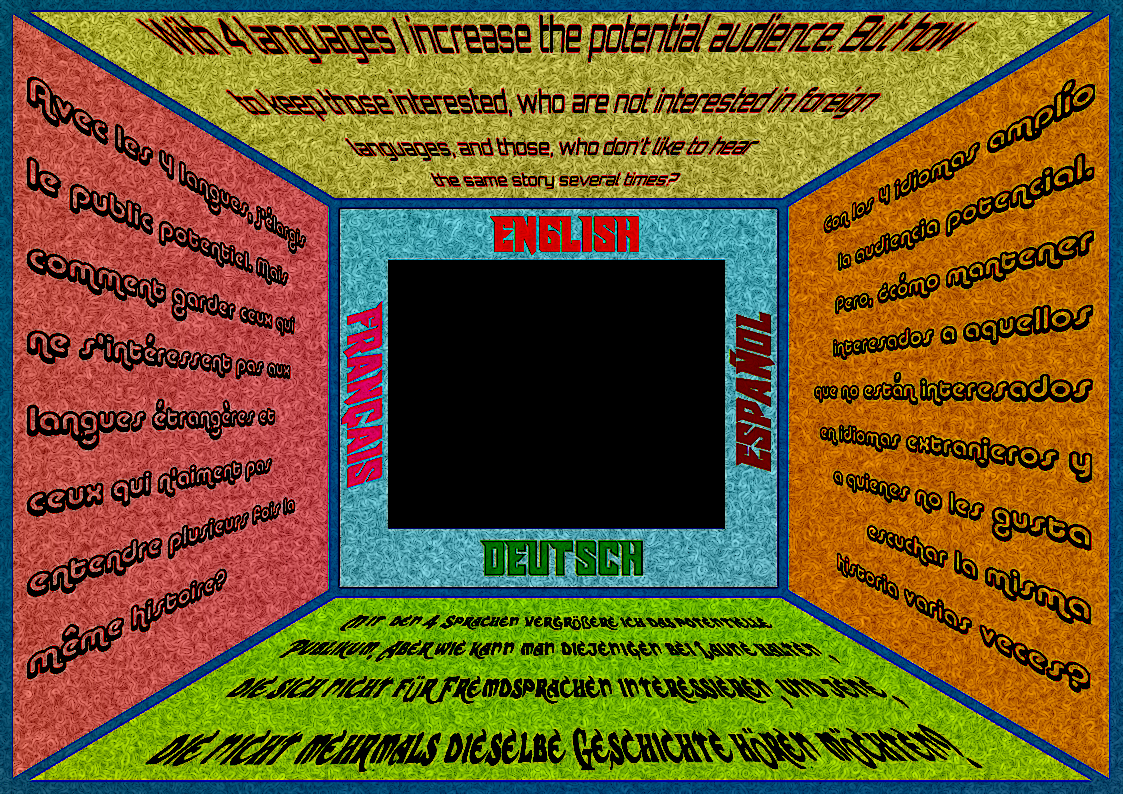 With 4 languages I increase the potential audience. But how
to keep those interested, who are not interested in foreign
languages, and those, who don't like to hear
the same story several times?
Avec les 4 langues, j'élargis
le public potentiel. Mais
comment garder ceux qui
ne s'intéressent pas aux
langues étrangères et
ceux qui n'aiment pas
entendre plusieurs fois la
même histoire?
ENGLISH
FRANÇAIS
ESPAÑOL
DEUTSCH
Con los 4 idiomas amplío
la audiencia potencial.
Pero, ¿cómo mantener
interesados a aquellos
que no están interesados
en idiomas extranjeros y
a quienes no les gusta
escuchar la misma
historia varias veces?
Mit den 4 Sprachen vergrößere ich das potentielle
Publikum. Aber wie kann man diejenigen bei Laune halten,
die sich nicht für Fremdsprachen interessieren, und jene,
die nicht mehrmals dieselbe Geschichte hören möchten?